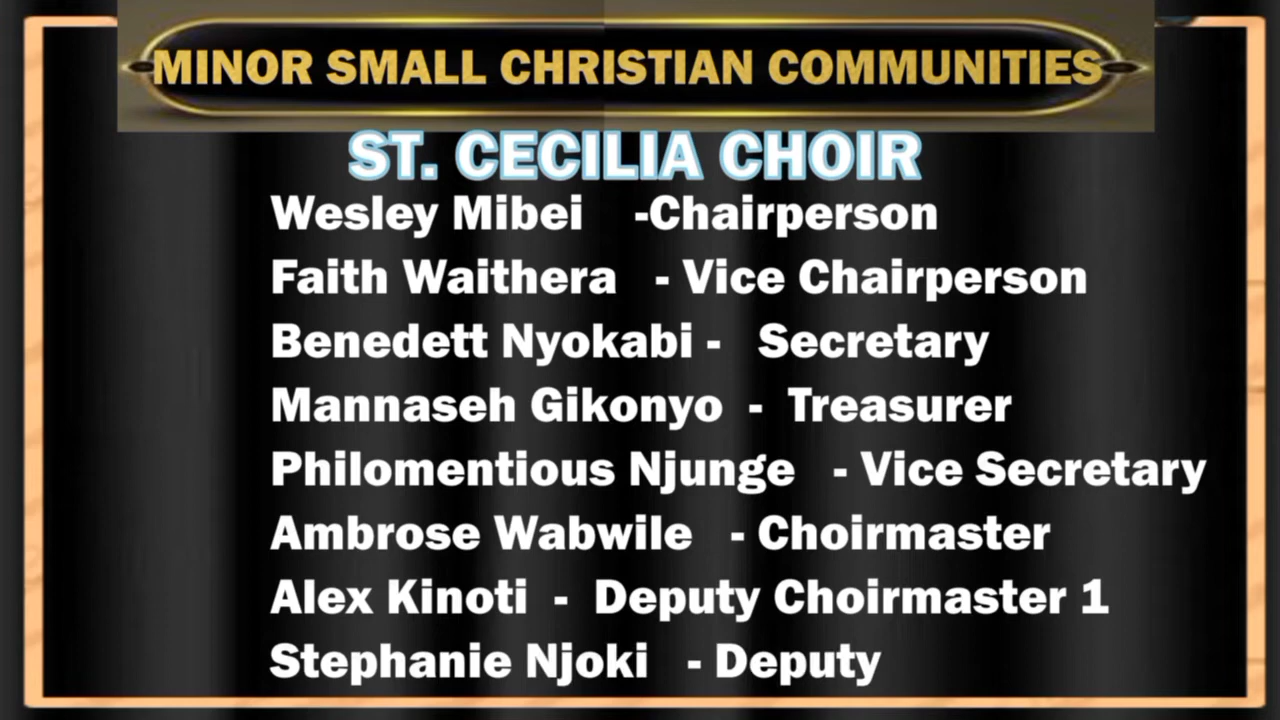 MINOR SMALL CHRISTIAN COMMUNITIES
ST. CECILIA CHOIR
Wesley Mibei -Chairperson
Faith Waithera - Vice Chairperson
Benedett Nyokabi - Secretary
Mannaseh Gikonyo - Treasurer
Philomentious Njunge - Vice Secretary
Ambrose Wabwile - Choirmaster
Alex Kinoti - Deputy Choirmaster 1
Stephanie Njoki - Deputy